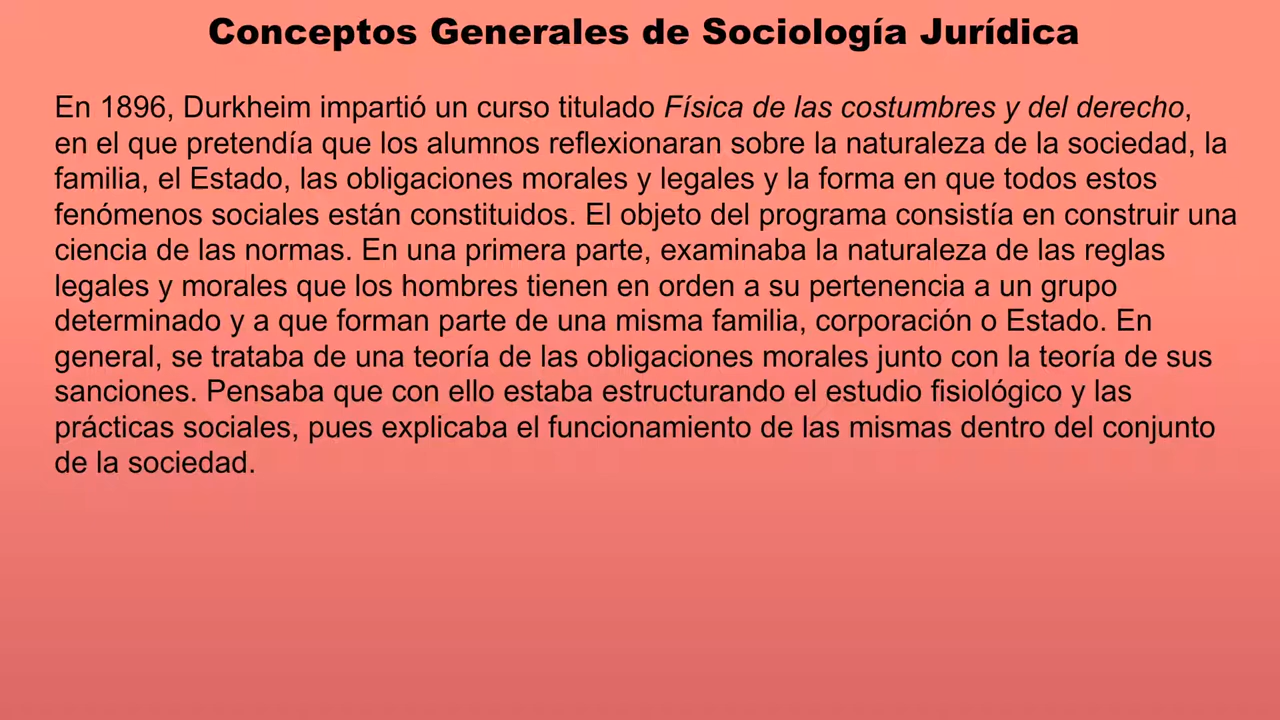 Conceptos Generales de Sociología Jurídica
En 1896, Durkheim impartió un curso titulado Física de las costumbres y del derecho,
en el que pretendía que los alumnos reflexionaran sobre la naturaleza de la sociedad, la
familia, el Estado, las obligaciones morales y legales y la forma en que todos estos
fenómenos sociales están constituidos. El objeto del programa consistía en construir una
ciencia de las normas. En una primera parte, examinaba la naturaleza de las reglas
legales y morales que los hombres tienen en orden a su pertenencia a un grupo
determinado y a que forman parte de una misma familia, corporación o Estado. En
general, se trataba de una teoría de las obligaciones morales junto con la teoría de sus
sanciones. Pensaba que con ello estaba estructurando el estudio fisiológico y las
prácticas sociales, pues explicaba el funcionamiento de las mismas dentro del conjunto
de la sociedad.